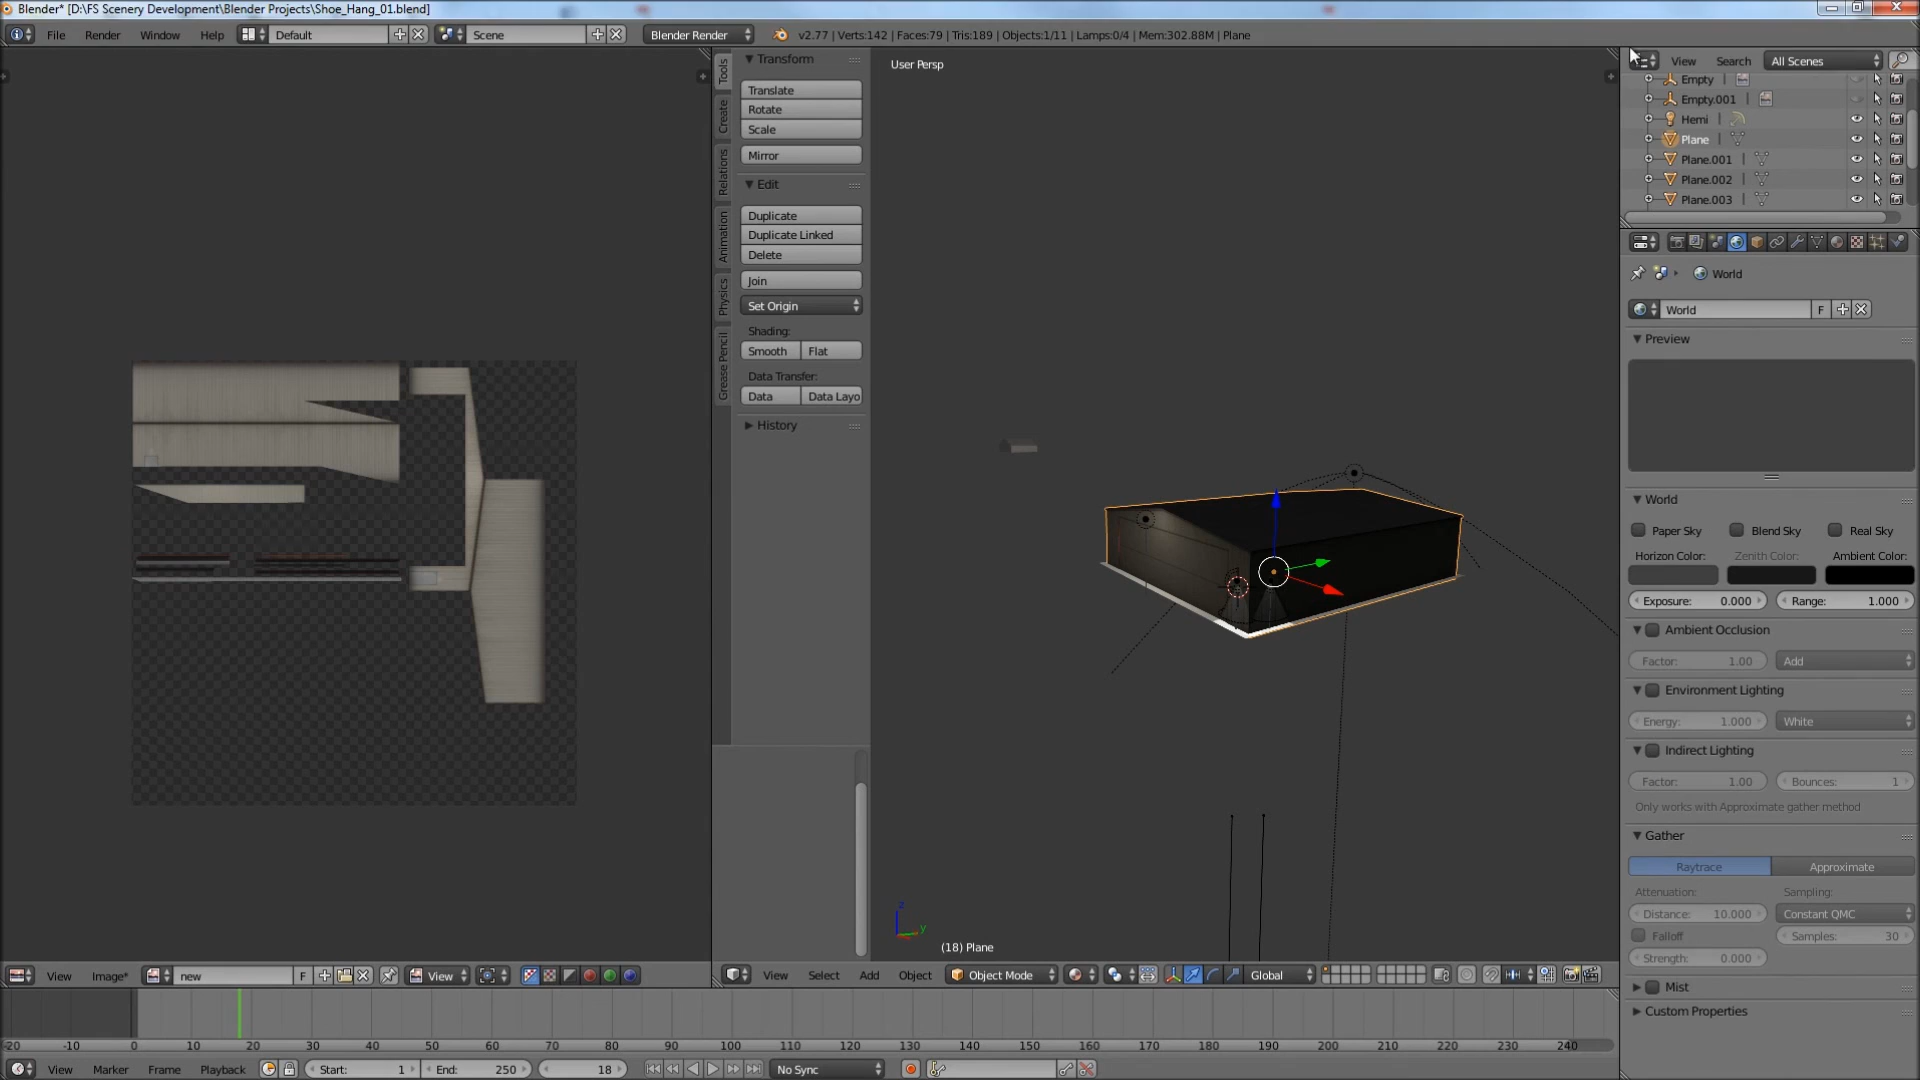 Blender* [D:\FS Scenery Development\Blender Projects\Shoe_Hang_01.blend]
File Render Window Help Default Scene Blender Render v2.77 | Verts:142 | Faces:79 | Tris:189 | Objects:1/11 | Lamps:0/4 | Mem:302.88M | Plane
Tools
Create
Relations
Animation
Physics
Grease Pencil
Transform
Translate
Rotate
Scale
Mirror
Edit
Duplicate
Duplicate Linked
Delete
Join
Set Origin
Shading:
Smooth Flat
Data Transfer:
Data Data Layo
History
User Persp
(18) Plane
z
y
View Search All Scenes
Empty
Empty.001
Hemi
Plane
Plane.001
Plane.002
Plane.003
World
World F
Preview
World
Paper Sky Blend Sky Real Sky
Horizon Color: Zenith Color: Ambient Color:
Exposure: 0.000 Range: 1.000
Ambient Occlusion
Factor: 1.00 Add
Environment Lighting
Energy: 1.000 White
Indirect Lighting
Factor: 1.00 Bounces: 1
Only works with Approximate gather method
Gather
Raytrace Approximate
Attenuation: Sampling:
Distance: 10.000 Constant QMC
Falloff Samples: 30
Strength: 0.000
Mist
Custom Properties
View Image* new F View
View Select Add Object Object Mode Global
-20 -10 0 10 20 30 40 50 60 70 80 90 100 110 120 130 140 150 160 170 180 190 200 210 220 230 240
View Marker Frame Playback Start: 1 End: 250 18 No Sync